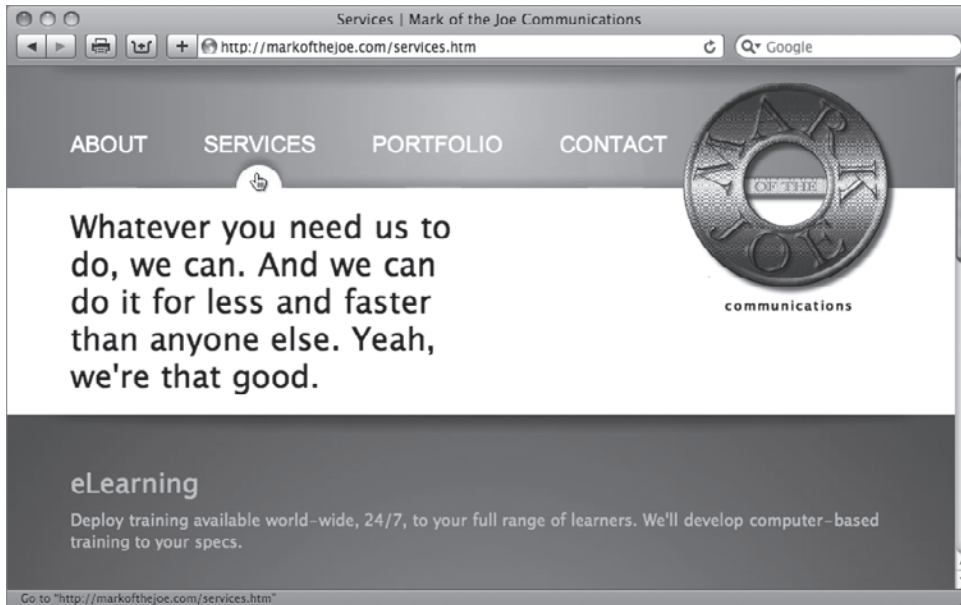 Services | Mark of the Joe Communications
http://markofthejoe.com/services.htm
Google
ABOUT SERVICES PORTFOLIO CONTACT
MARK
OF THE
JOE
communications
Whatever you need us to
do, we can. And we can
do it for less and faster
than anyone else. Yeah,
we're that good.
eLearning
Deploy training available world-wide, 24/7, to your full range of learners. We'll develop computer-based
training to your specs.
Go to "http://markofthejoe.com/services.htm"